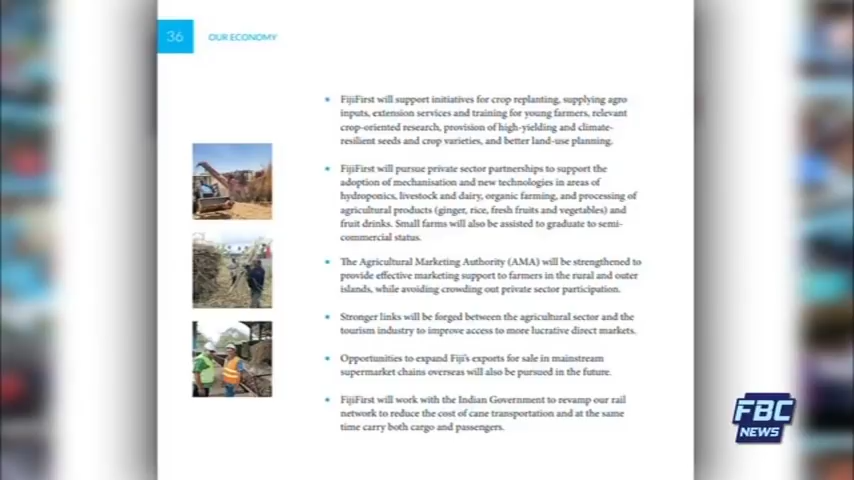 36
OUR ECONOMY
FijiFirst will support initiatives for crop replanting, supplying agro
inputs, extension services and training for young farmers, relevant
crop-oriented research, provision of high-yielding and climate-
resilient seeds and crop varieties, and better land-use planning.
FijiFirst will pursue private sector partnerships to support the
adoption of mechanisation and new technologies in areas of
hydroponics, livestock and dairy, organic farming, and processing of
agricultural products (ginger, rice, fresh fruits and vegetables) and
fruit drinks. Small farms will also be assisted to graduate to semi-
commercial status.
The Agricultural Marketing Authority (AMA) will be strengthened to
provide effective marketing support to farmers in the rural and outer
islands, while avoiding crowding out private sector participation.
Stronger links will be forged between the agricultural sector and the
tourism industry to improve access to more lucrative direct markets.
Opportunities to expand Fiji's exports for sale in mainstream
supermarket chains overseas will also be pursued in the future.
FijiFirst will work with the Indian Government to revamp our rail
network to reduce the cost of cane transportation and at the same
time carry both cargo and passengers.
FBC
NEWS